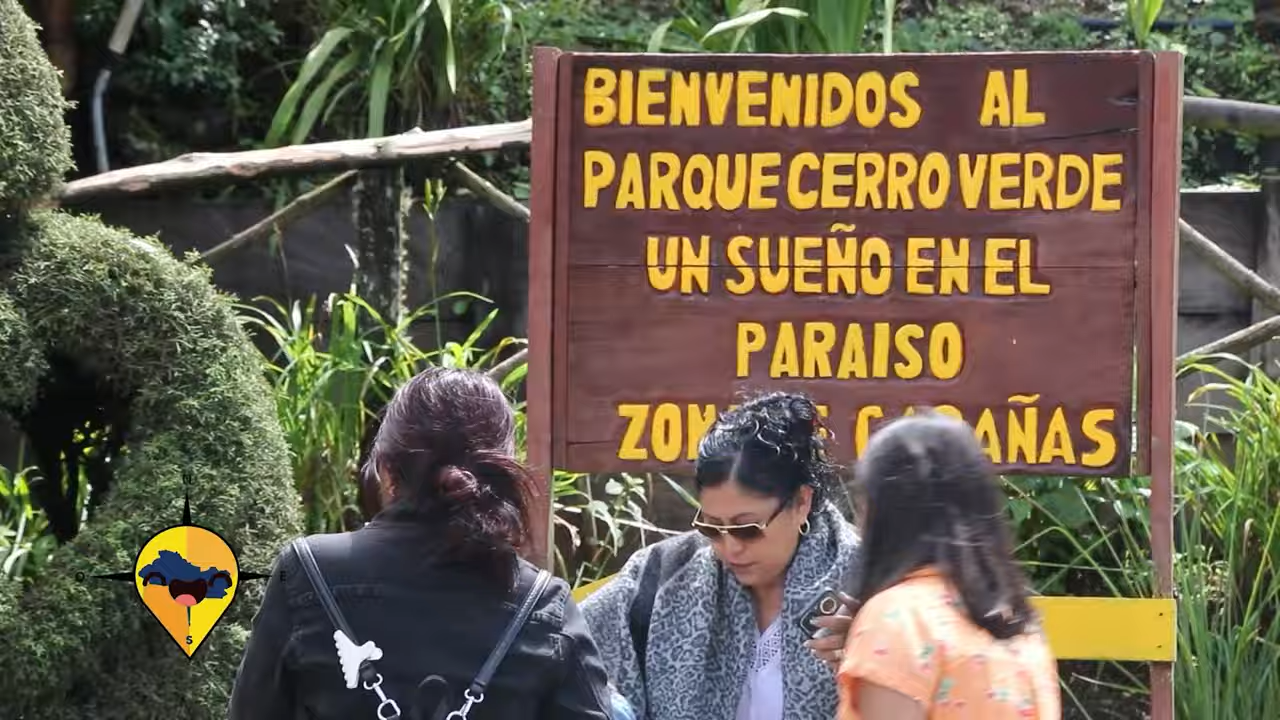 BIENVENIDOS AL
PARQUE CERRO VERDE
UN SUEÑO EN EL
PARAISO
N
O E
S